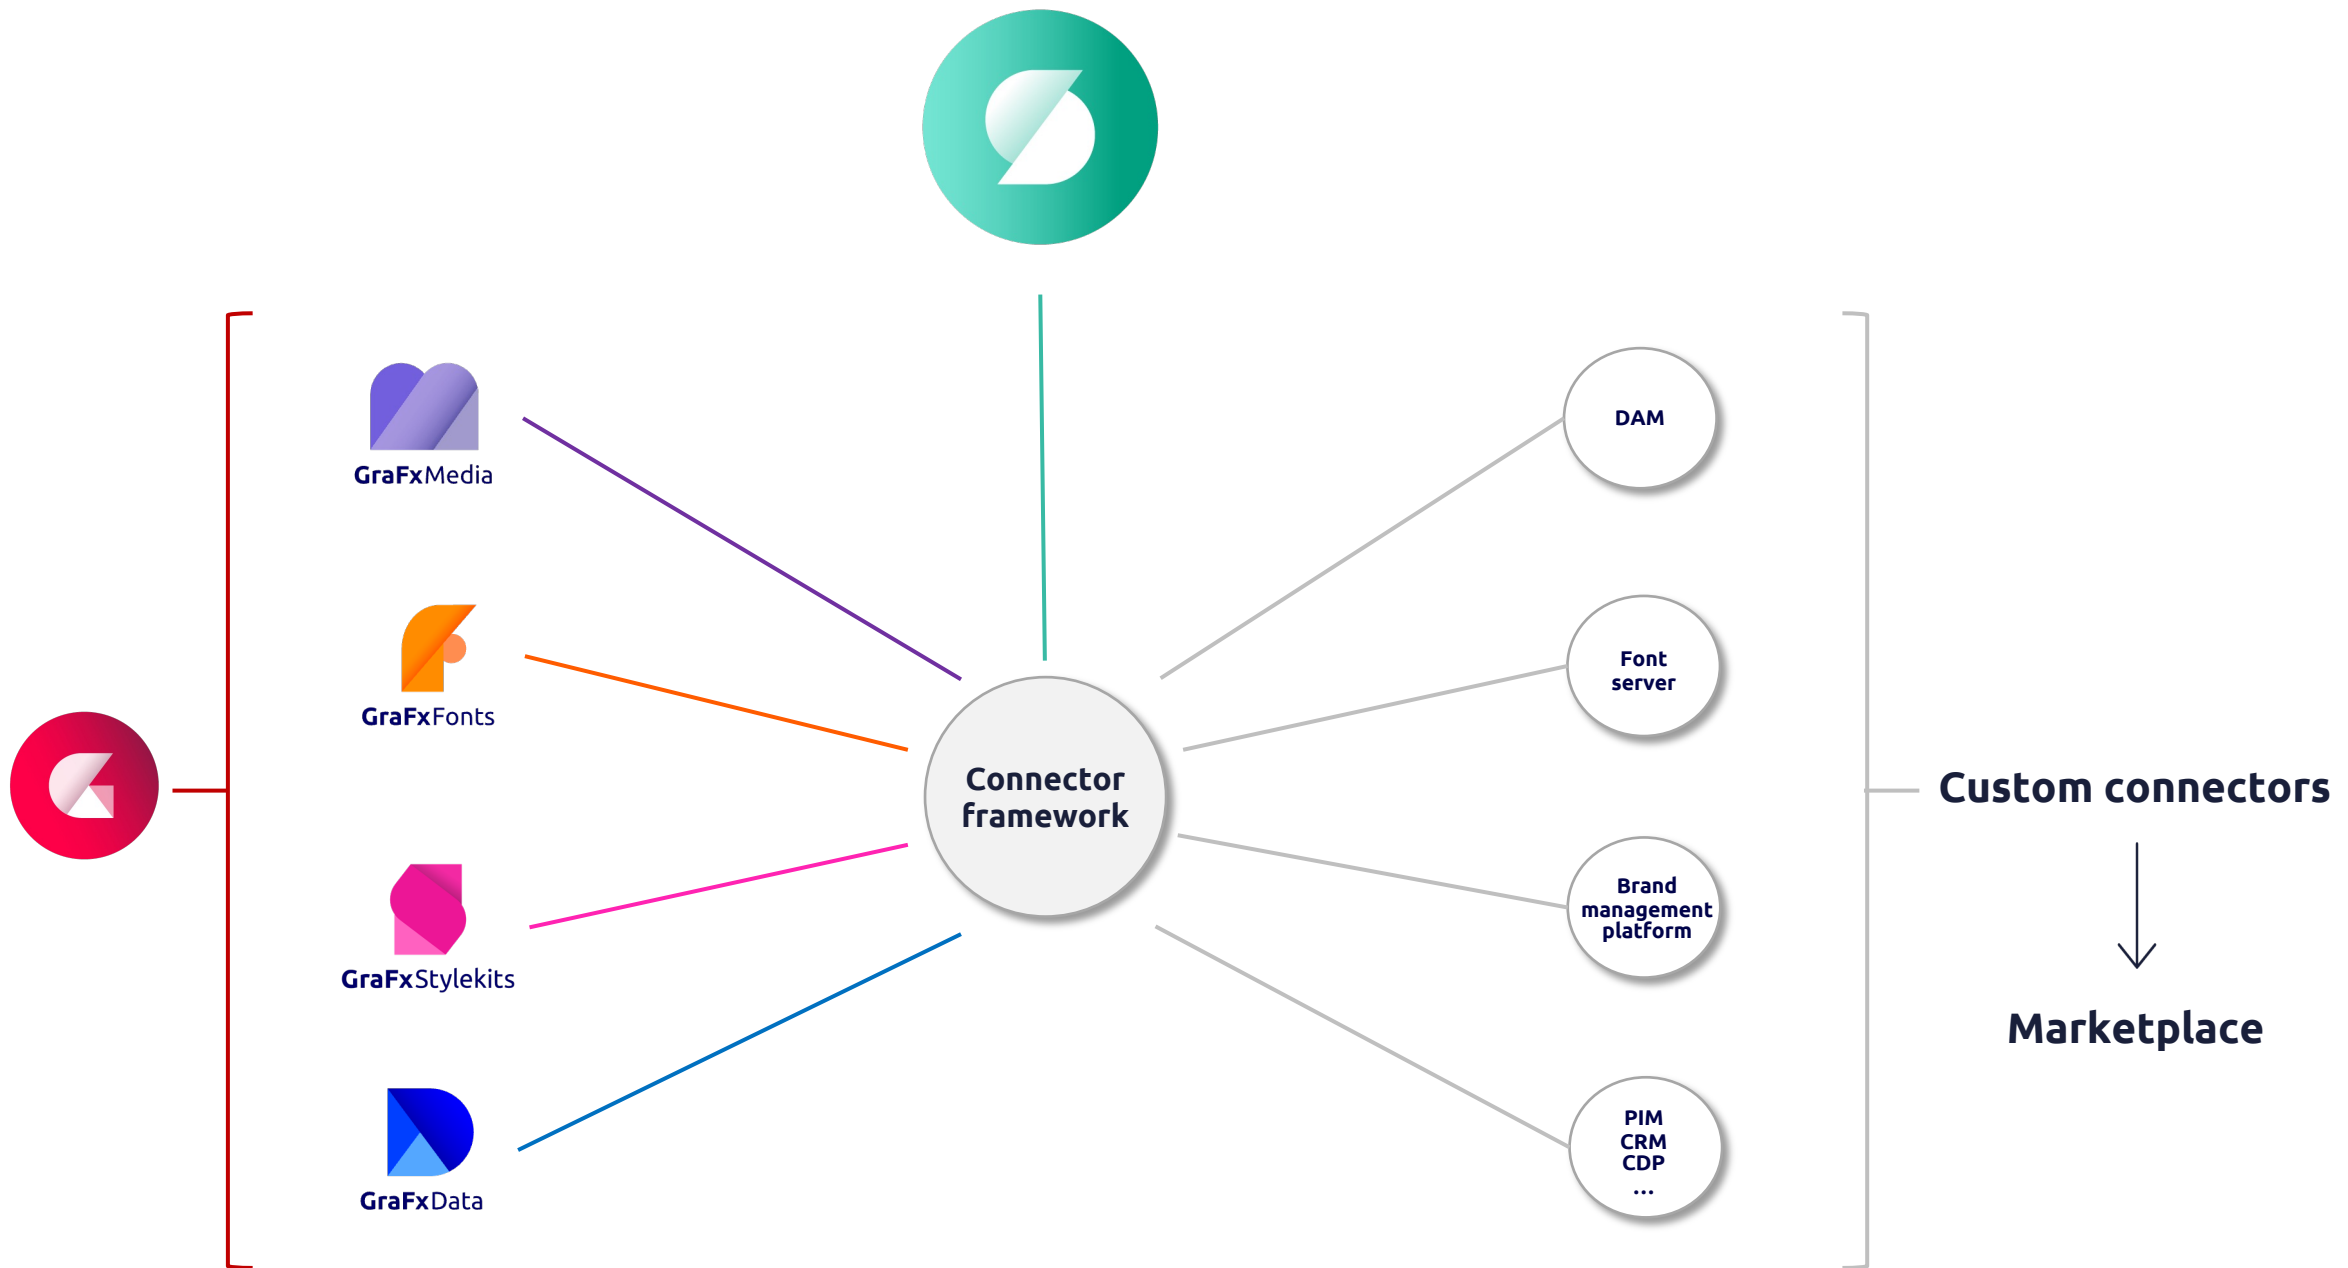 GraFxMedia
GraFxFonts
GraFxStylekits
GraFxData
Connector
framework
DAM
Font
server
Brand
management
platform
PIM
CRM
CDP
...
Custom connectors
Marketplace